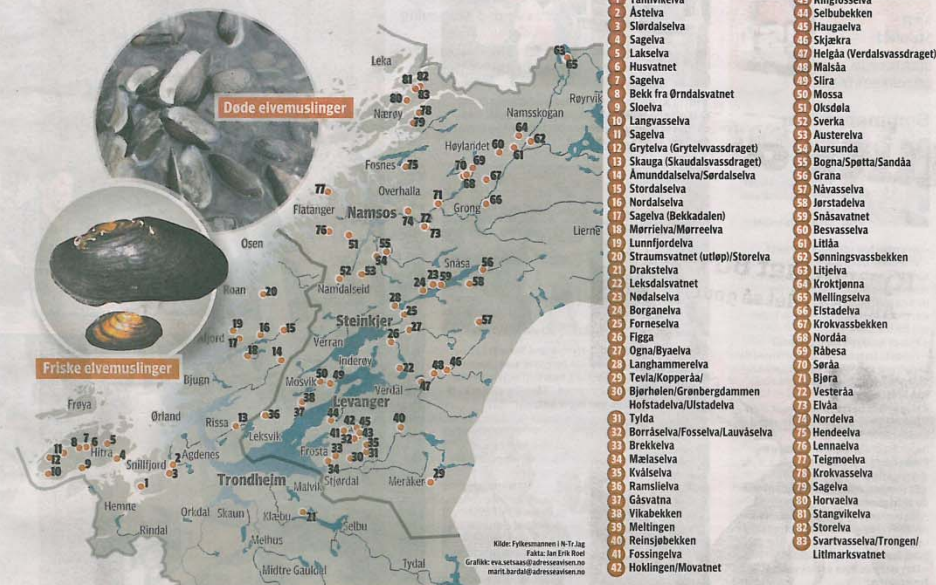 Døde elvemuslinger
Friske elvemuslinger
Leka
Nærøy
Namsskogan
Røyrvik
Høylandet
Fosnes
Overhalla
Flatanger
Namsos
Grong
Lierne
Osen
Namdalseid
Snåsa
Roan
Steinkjer
Verran
Åfjord
Inderøy
Bjugn
Mosvik
Verdal
Levanger
Frøya
Ørland
Rissa
Leksvik
Frosta
Hitra
Snillfjord
Agdenes
Trondheim
Malvik
Stjørdal
Meråker
Hemne
Orkdal
Skaun
Klæbu
Selbu
Rindal
Melhus
Midtre Gauldal
Tydal
Kilde: Fylkesmannen i N-Tr.lag
Fakta: Jan Erik Roel
Grafikk: eva.setsaas@adresseavisen.no
marit.bardal@adresseavisen.no
2 Åstelva
3 Slørdalselva
4 Sagelva
5 Lakselva
6 Husvatnet
7 Sagelva
8 Bekk fra Ørndalsvatnet
9 Sloelva
10 Langvasselva
11 Sagelva
12 Grytelva (Grytelvvassdraget)
13 Skauga (Skaudalsvassdraget)
14 Åmunddalselva/Sørdalselva
15 Stordalselva
16 Nordalselva
17 Sagelva (Bekkadalen)
18 Mørrielva/Mørreelva
19 Lunnfjordelva
20 Straumsvatnet (utløp)/Storelva
21 Drakstelva
22 Leksdalsvatnet
23 Nødalselva
24 Borganelva
25 Forneselva
26 Figga
27 Ogna/Byaelva
28 Langhammerelva
29 Tevla/Kopperåa/
30 Bjørhølen/Grønbergdammen
Hofstadelva/Ulstadelva
31 Tylda
32 Borråselva/Fosselva/Lauvåselva
33 Brekkelva
34 Mælaselva
35 Kvålselva
36 Ramslielva
37 Gåsvatna
38 Vikabekken
39 Meltingen
40 Reinsjøbekken
41 Fossingelva
42 Hoklingen/Movatnet
44 Selbubekken
45 Haugaelva
46 Skjækra
47 Helgåa (Verdalsvassdraget)
48 Malsåa
49 Slira
50 Mossa
51 Oksdøla
52 Sverka
53 Austerelva
54 Aursunda
55 Bogna/Spøtta/Sandåa
56 Grana
57 Nåvasselva
58 Jørstadelva
59 Snåsavatnet
60 Besvasselva
61 Litlåa
62 Sønningsvassbekken
63 Litjelva
64 Kroktjønna
65 Mellingselva
66 Elstadelva
67 Krokvassbekken
68 Nordåa
69 Råbesa
70 Søråa
71 Bjøra
72 Vesteråa
73 Elvåa
74 Nordelva
75 Hendeelva
76 Lennaelva
77 Teigmoelva
78 Krokvasselva
79 Sagelva
80 Horvaelva
81 Stangvikelva
82 Storelva
83 Svartvasselva/Trongen/
Litlmarksvatnet